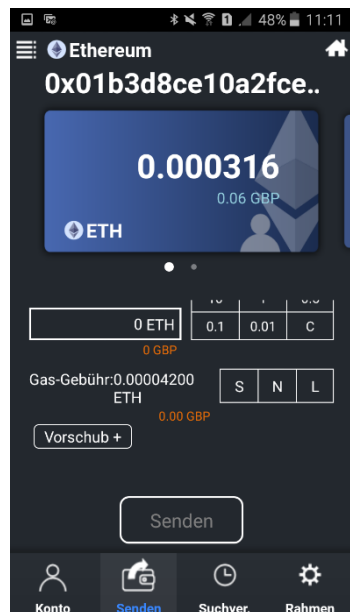 48% 11:11
Ethereum
0x01b3d8ce10a2fce..
0.000316
0.06 GBP
ETH
0 ETH
0.1 0.01 C
0 GBP
Gas-Gebühr:0.00004200
ETH
S N L
0.00 GBP
Vorschub +
Senden
Konto Senden Suchver. Rahmen